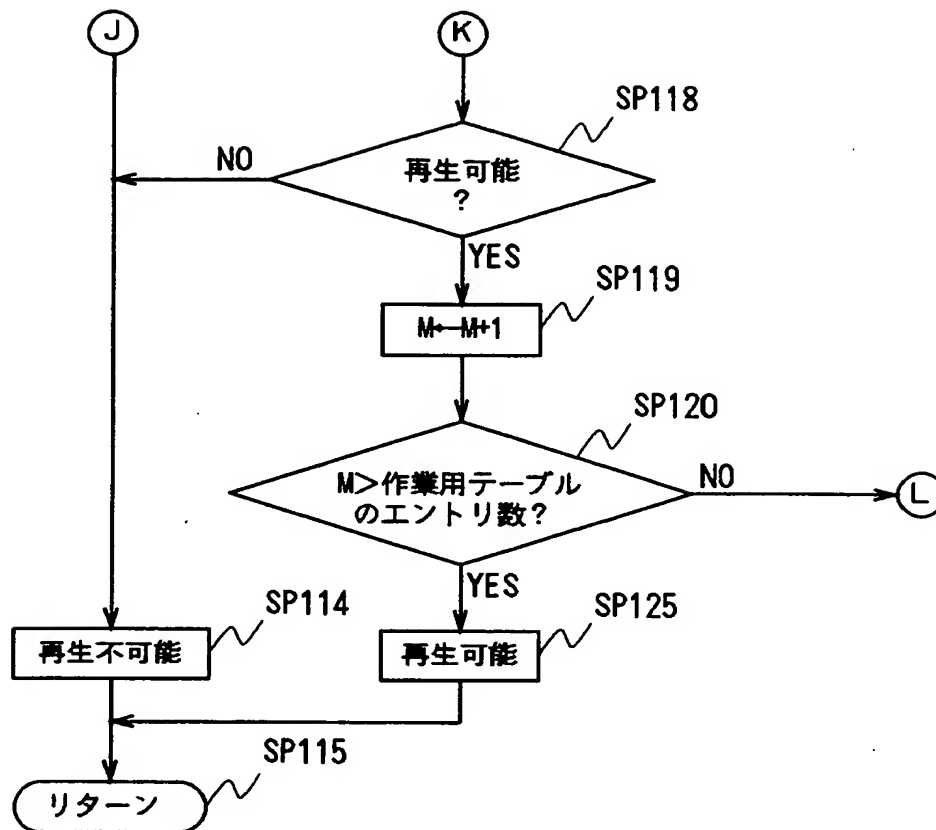 J
K
SP118
NO
再生可能
?
YES
SP119
M←M+1
SP120
M>作業用テーブル
のエントリ数?
NO
L
YES
SP114
SP125
再生不可能
再生可能
SP115
リターン